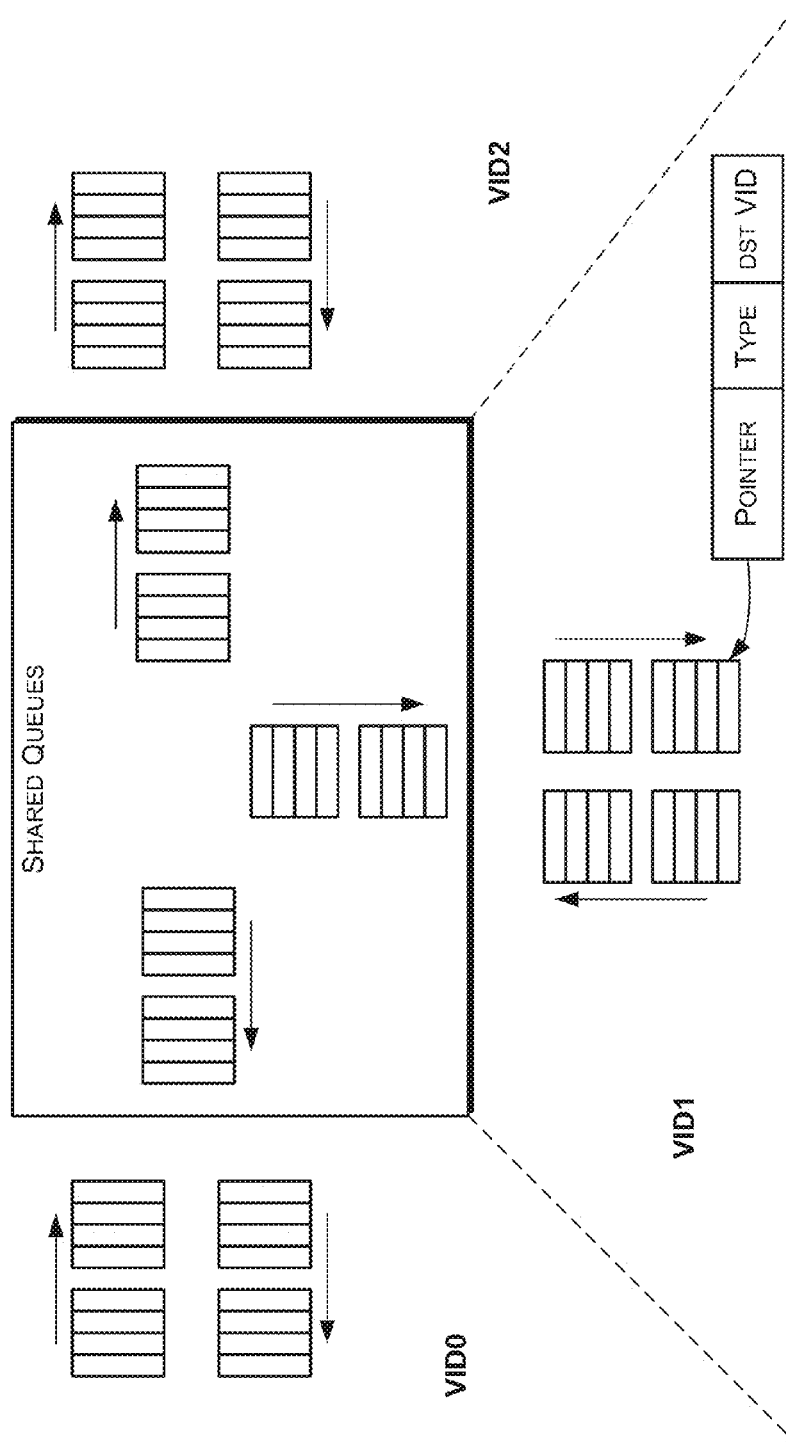 SHARED QUEUES
VID0
VID1
VID2
POINTER
TYPE
DST VID